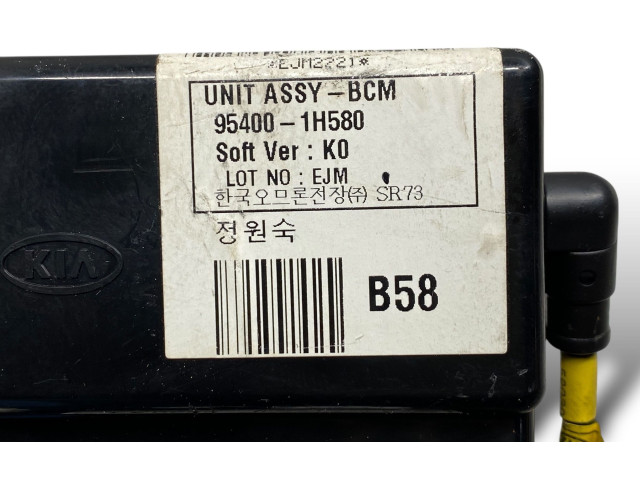 *EJM2221*
UNIT ASSY-BCM
95400-1H580
Soft Ver : K0
LOT NO : EJM
한국오므론전장(주) SR73
정원숙
B58
KIA